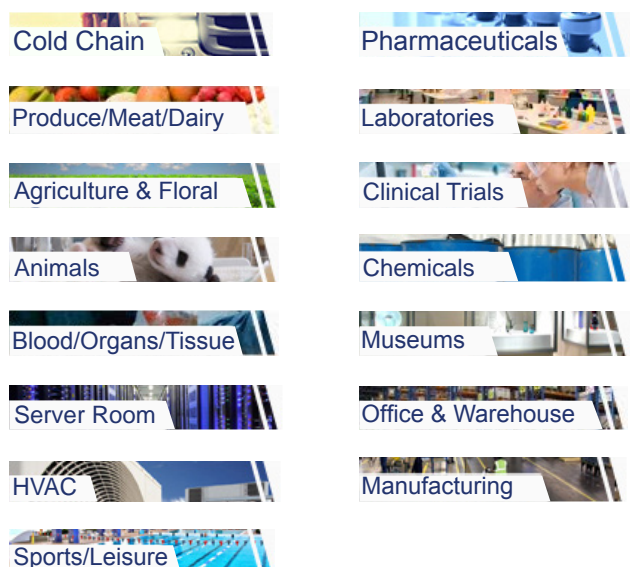 Cold Chain
Pharmaceuticals
Produce/Meat/Dairy
Laboratories
Agriculture & Floral
Clinical Trials
Animals
Chemicals
Blood/Organs/Tissue
Museums
Server Room
Office & Warehouse
HVAC
Manufacturing
Sports/Leisure